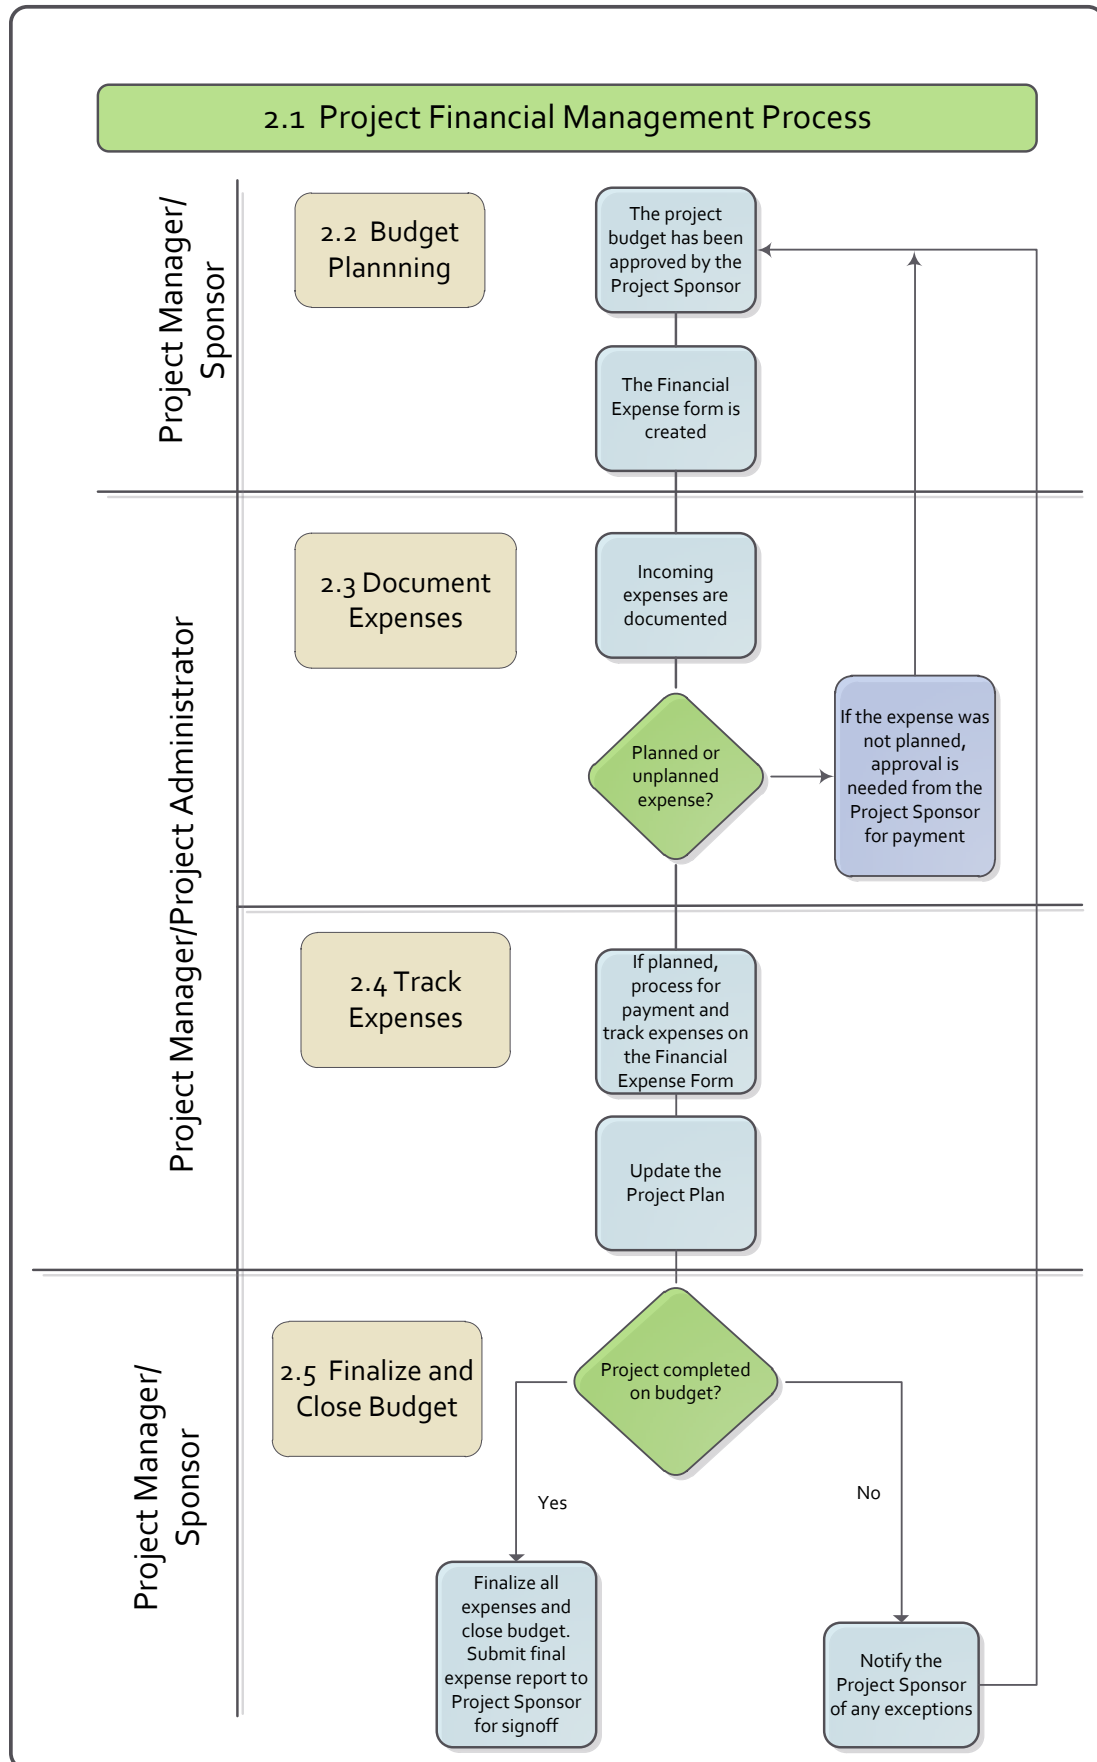 2.1 Project Financial Management Process
Project Manager/
Sponsor
2.2 Budget
Plannning
The project
budget has been
approved by the
Project Sponsor
The Financial
Expense form is
created
Project Manager/Project Administrator
2.3 Document
Expenses
Incoming
expenses are
documented
Planned or
unplanned
expense?
If the expense was
not planned,
approval is
needed from the
Project Sponsor
for payment
2.4 Track
Expenses
If planned,
process for
payment and
track expenses on
the Financial
Expense Form
Update the
Project Plan
Project Manager/
Sponsor
2.5 Finalize and
Close Budget
Project completed
on budget?
Yes
No
Finalize all
expenses and
close budget.
Submit final
expense report to
Project Sponsor
for signoff
Notify the
Project Sponsor
of any exceptions